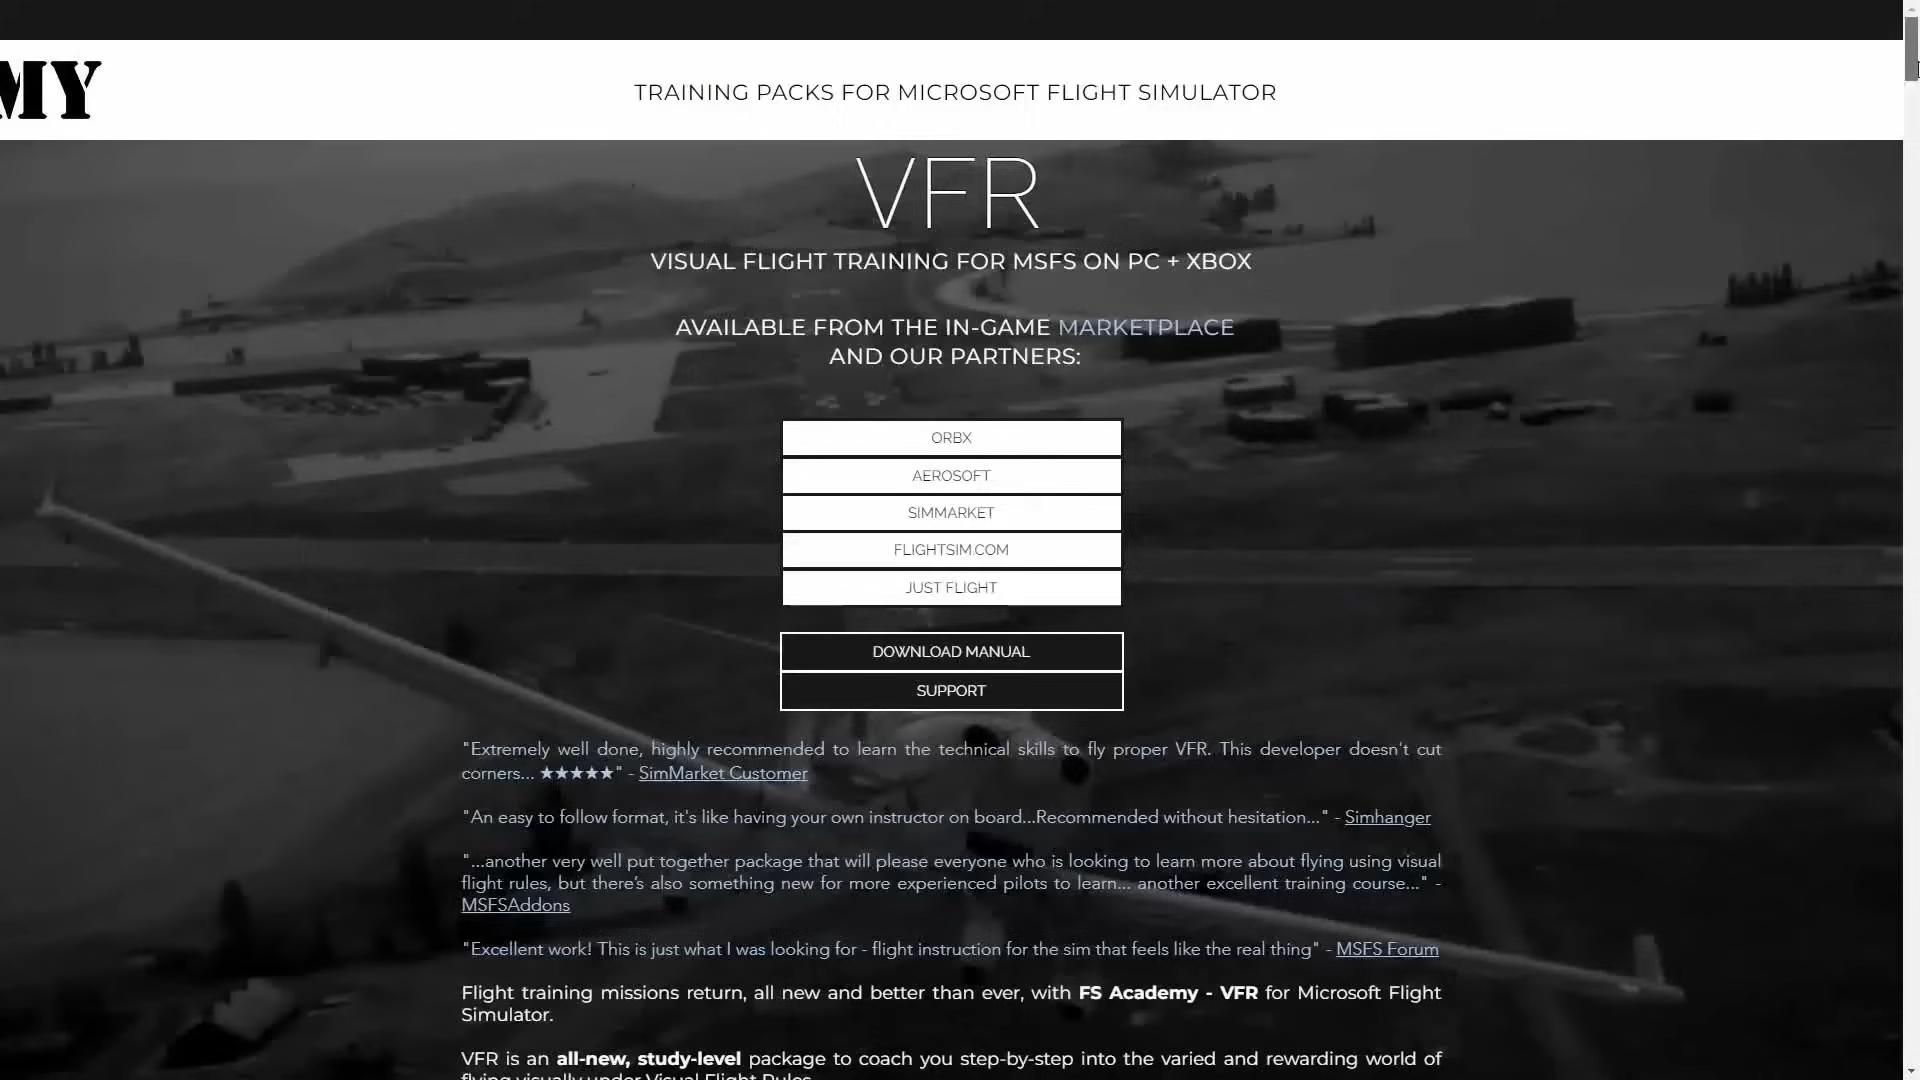 MY
TRAINING PACKS FOR MICROSOFT FLIGHT SIMULATOR
VFR
VISUAL FLIGHT TRAINING FOR MSFS ON PC + XBOX
AVAILABLE FROM THE IN-GAME MARKETPLACE
AND OUR PARTNERS:
ORBX
AEROSOFT
SIMMARKET
FLIGHTSIM.COM
JUST FLIGHT
DOWNLOAD MANUAL
SUPPORT
"Extremely well done, highly recommended to learn the technical skills to fly proper VFR. This developer doesn't cut
corners... ★★★★★" - SimMarket Customer
"An easy to follow format, it's like having your own instructor on board...Recommended without hesitation..." - Simhanger
"...another very well put together package that will please everyone who is looking to learn more about flying using visual
flight rules, but there's also something new for more experienced pilots to learn... another excellent training course..." -
MSFSAddons
"Excellent work! This is just what I was looking for - flight instruction for the sim that feels like the real thing" - MSFS Forum
Flight training missions return, all new and better than ever, with FS Academy - VFR for Microsoft Flight
Simulator.
VFR is an all-new, study-level package to coach you step-by-step into the varied and rewarding world of
flying visually under Visual Flight Rules.